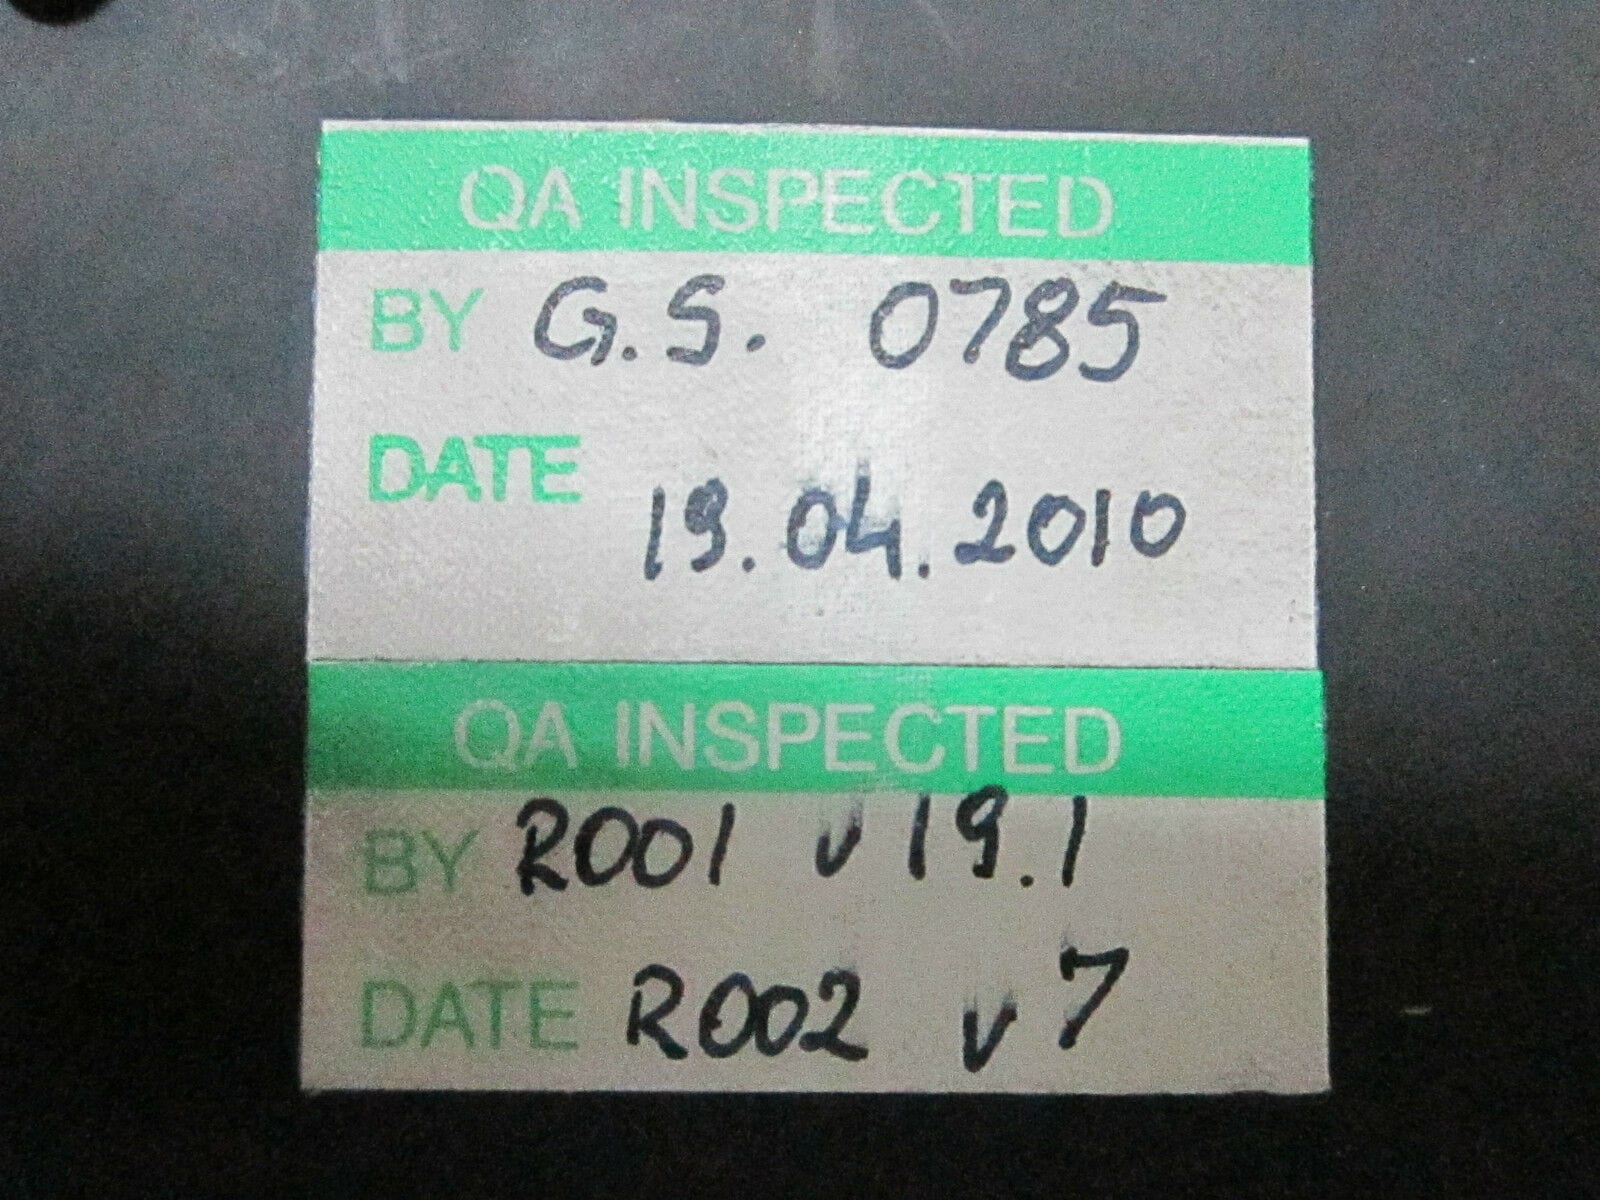 QA INSPECTED
BY G.S. 0785
DATE 19.04.2010
QA INSPECTED
BY R001 v19.1
DATE R002 v7